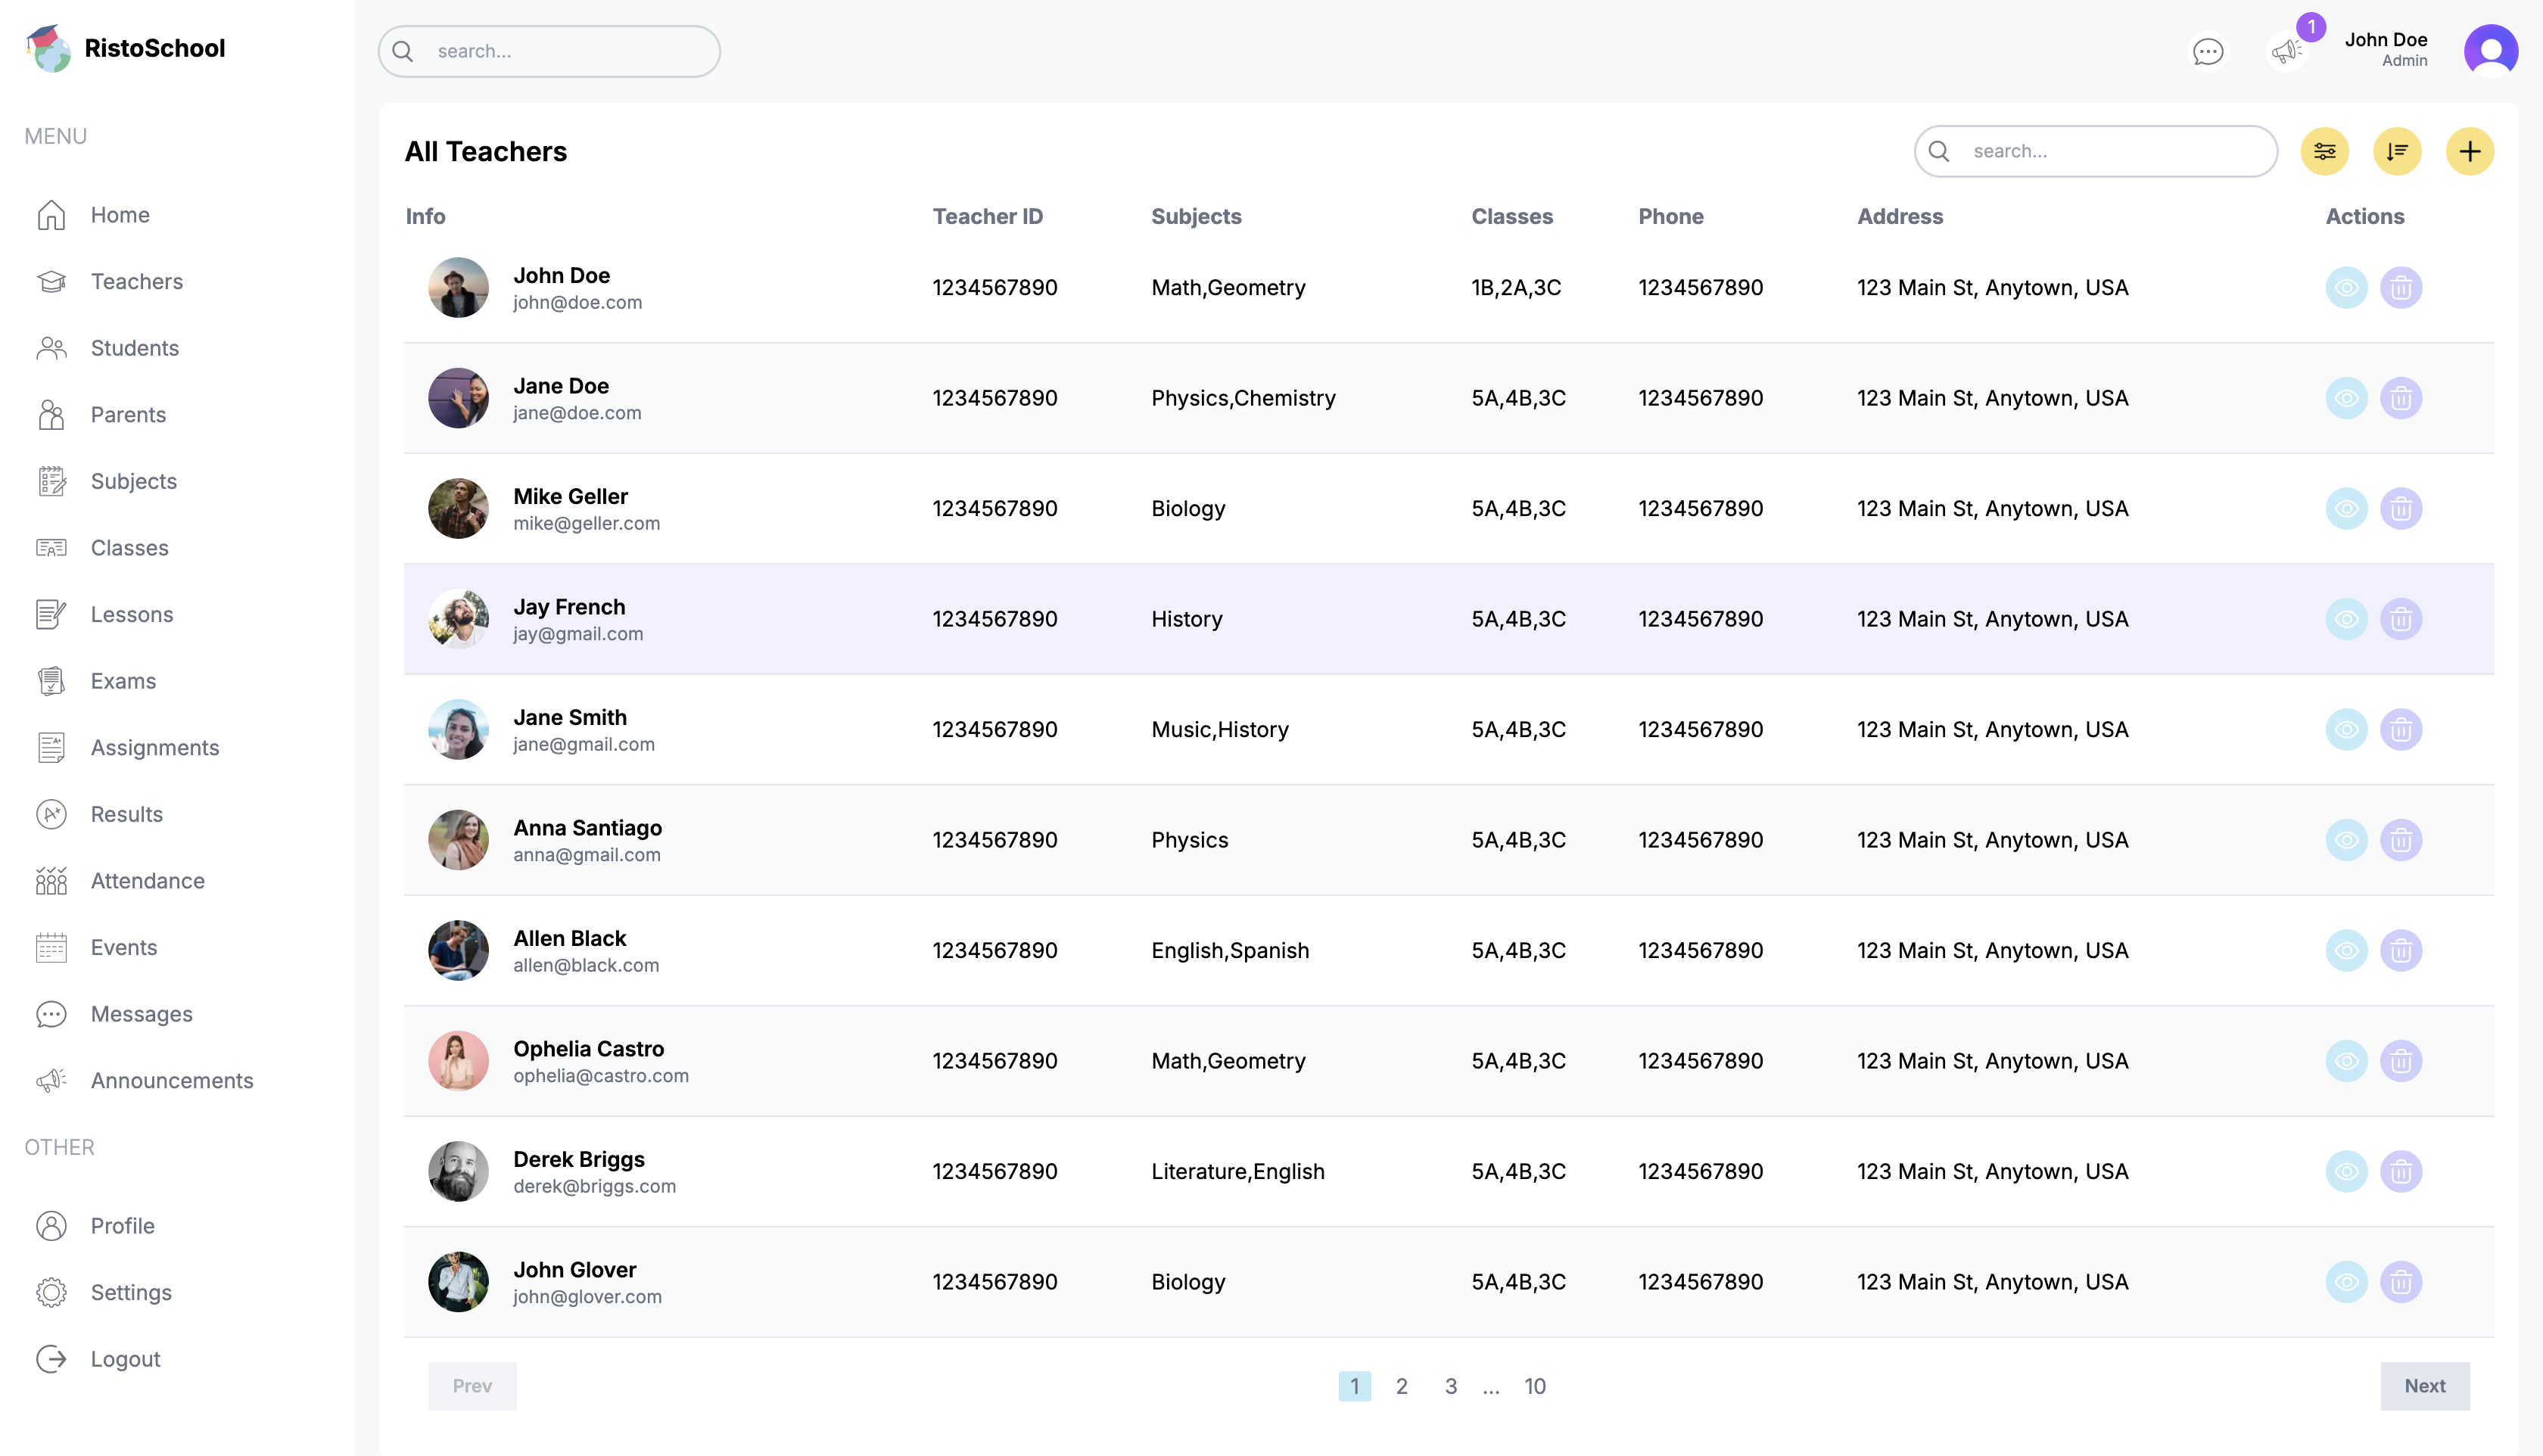 RistoSchool
search...
1
John Doe
Admin
MENU
Home
Teachers
Students
Parents
Subjects
Classes
Lessons
Exams
Assignments
Results
Attendance
Events
Messages
Announcements
OTHER
Profile
Settings
Logout
All Teachers
search...
Info Teacher ID Subjects Classes Phone Address Actions
John Doe
john@doe.com
1234567890 Math,Geometry 1B,2A,3C 1234567890 123 Main St, Anytown, USA
Jane Doe
jane@doe.com
1234567890 Physics,Chemistry 5A,4B,3C 1234567890 123 Main St, Anytown, USA
Mike Geller
mike@geller.com
1234567890 Biology 5A,4B,3C 1234567890 123 Main St, Anytown, USA
Jay French
jay@gmail.com
1234567890 History 5A,4B,3C 1234567890 123 Main St, Anytown, USA
Jane Smith
jane@gmail.com
1234567890 Music,History 5A,4B,3C 1234567890 123 Main St, Anytown, USA
Anna Santiago
anna@gmail.com
1234567890 Physics 5A,4B,3C 1234567890 123 Main St, Anytown, USA
Allen Black
allen@black.com
1234567890 English,Spanish 5A,4B,3C 1234567890 123 Main St, Anytown, USA
Ophelia Castro
ophelia@castro.com
1234567890 Math,Geometry 5A,4B,3C 1234567890 123 Main St, Anytown, USA
Derek Briggs
derek@briggs.com
1234567890 Literature,English 5A,4B,3C 1234567890 123 Main St, Anytown, USA
John Glover
john@glover.com
1234567890 Biology 5A,4B,3C 1234567890 123 Main St, Anytown, USA
Prev 1 2 3 ... 10 Next